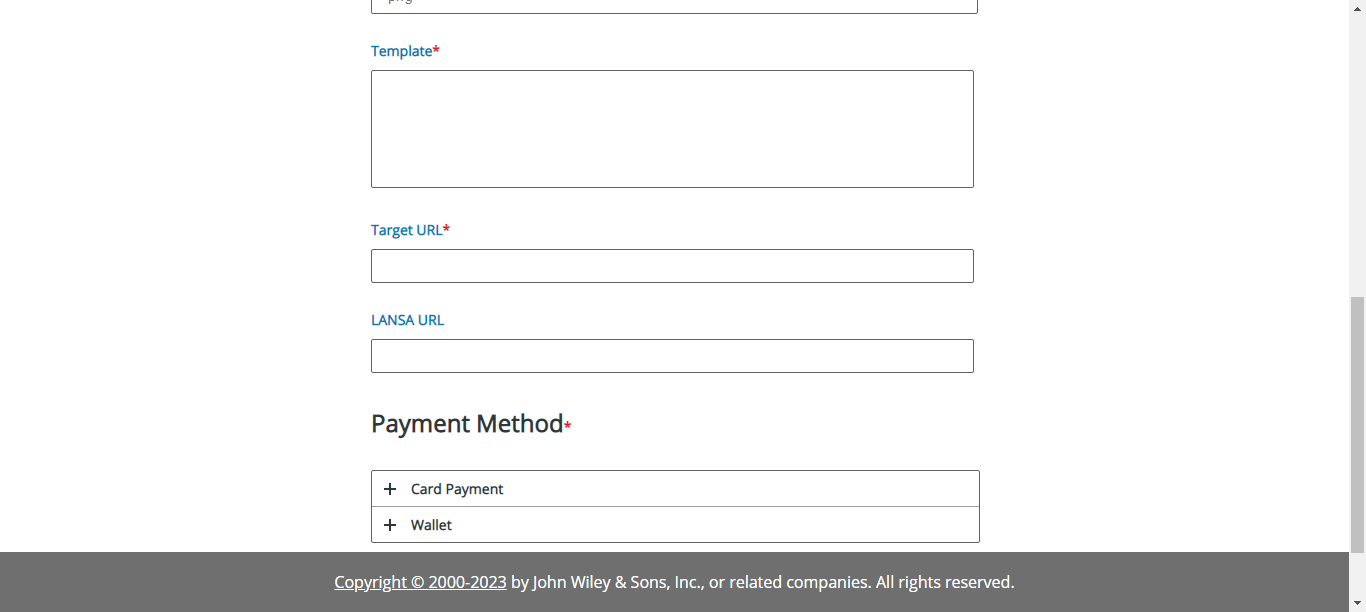 Template*
Target URL*
LANSA URL
Payment Method*
Card Payment
Wallet
Copyright © 2000-2023 by John Wiley & Sons, Inc., or related companies. All rights reserved.